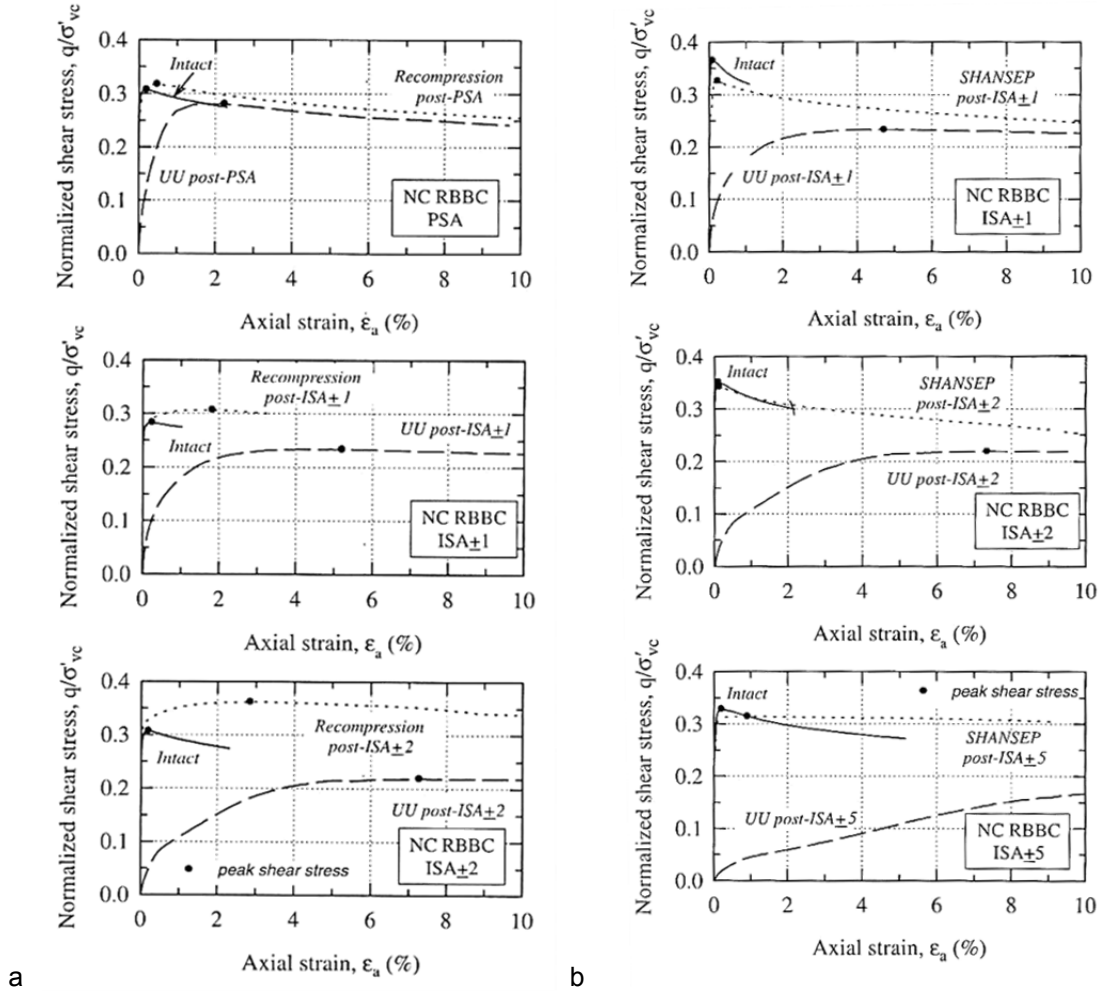 Normalized shear stress, q/σ'vc
0.4
0.3
0.2
0.1
0.0
Intact
Recompression
post-PSA
UU post-PSA
NC RBBC
PSA
0 2 4 6 8 10
Axial strain, εa (%)
Normalized shear stress, q/σ'vc
0.4
0.3
0.2
0.1
0.0
Recompression
post-ISA±1
UU post-ISA±1
Intact
NC RBBC
ISA±1
0 2 4 6 8 10
Axial strain, εa (%)
Normalized shear stress, q/σ'vc
0.4
0.3
0.2
0.1
0.0
Recompression
post-ISA±2
Intact
UU post-ISA±2
NC RBBC
ISA±2
peak shear stress
0 2 4 6 8 10
Axial strain, εa (%)
a
Normalized shear stress, q/σ'vc
0.4
0.3
0.2
0.1
0.0
Intact
SHANSEP
post-ISA±1
UU post-ISA±1
NC RBBC
ISA±1
0 2 4 6 8 10
Axial strain, εa (%)
Normalized shear stress, q/σ'vc
0.4
0.3
0.2
0.1
0.0
Intact
SHANSEP
post-ISA±2
UU post-ISA±2
NC RBBC
ISA±2
0 2 4 6 8 10
Axial strain, εa (%)
Normalized shear stress, q/σ'vc
0.4
0.3
0.2
0.1
0.0
Intact
peak shear stress
SHANSEP
post-ISA±5
UU post-ISA±5
NC RBBC
ISA±5
0 2 4 6 8 10
Axial strain, εa (%)
b